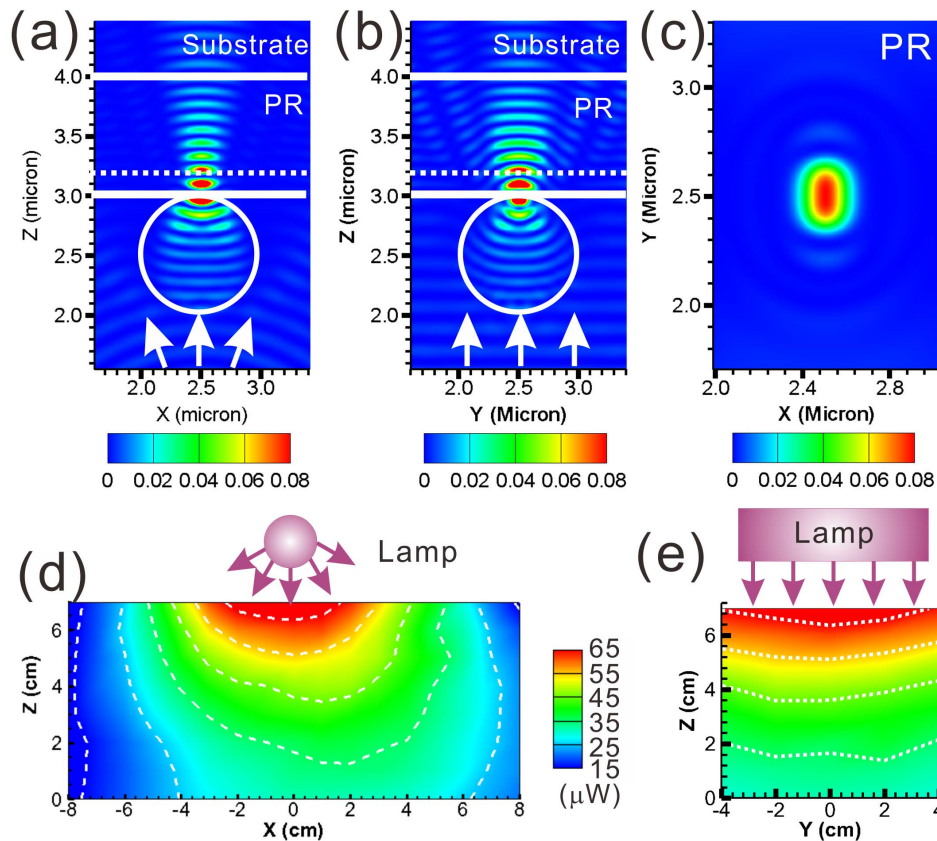 (a)
Substrate
PR
4.0
3.5
3.0
2.5
2.0
Z (micron)
2.0 2.5 3.0
X (micron)
0 0.02 0.04 0.06 0.08
(b)
Substrate
PR
4.0
3.5
3.0
2.5
2.0
Z (micron)
2.0 2.5 3.0
Y (Micron)
0 0.02 0.04 0.06 0.08
(c)
PR
3.0
2.5
2.0
Y (Micron)
2.0 2.4 2.8
X (Micron)
0 0.02 0.04 0.06 0.08
(d)
Lamp
6
4
2
0
Z (cm)
-8 -6 -4 -2 0 2 4 6 8
X (cm)
65
55
45
35
25
15
(μW)
(e)
Lamp
6
4
2
0
Z (cm)
-4 -2 0 2 4
Y (cm)